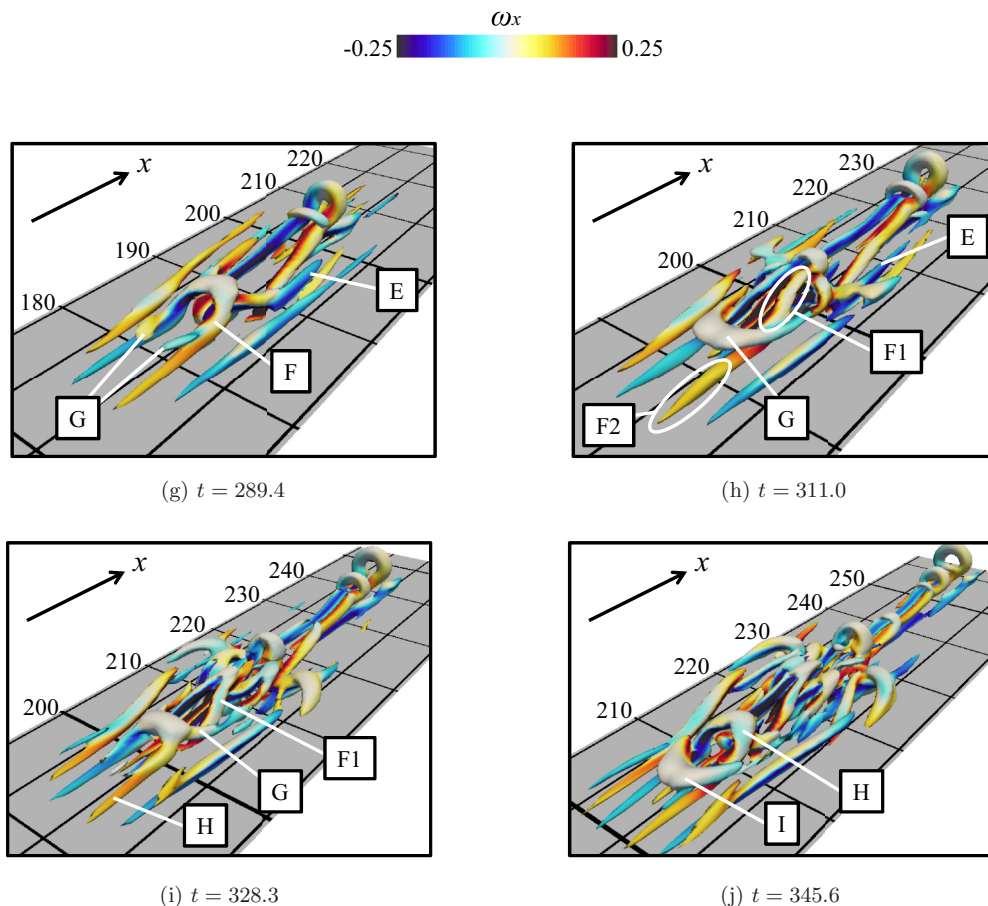 ωx
-0.25 0.25
x
220
210
200
190
180
E
F
G
(g) t = 289.4
x
230
220
210
200
E
F1
G
F2
(h) t = 311.0
x
240
230
220
210
200
F1
G
H
(i) t = 328.3
x
250
240
230
220
210
H
I
(j) t = 345.6